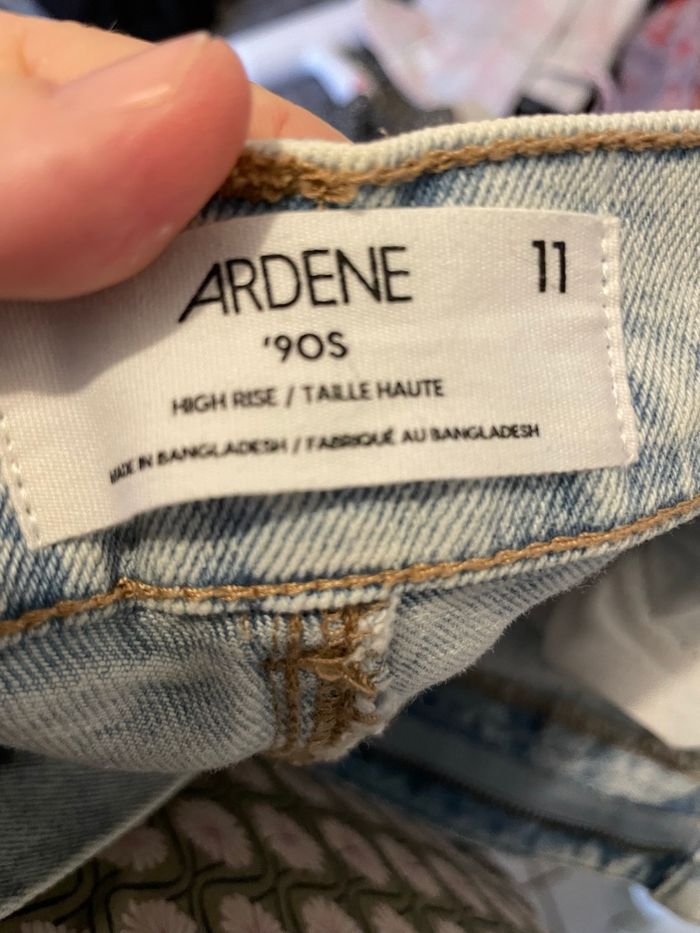 ARDENE 11
'90S
HIGH RISE / TAILLE HAUTE
MADE IN BANGLADESH / FABRIQUÉ AU BANGLADESH